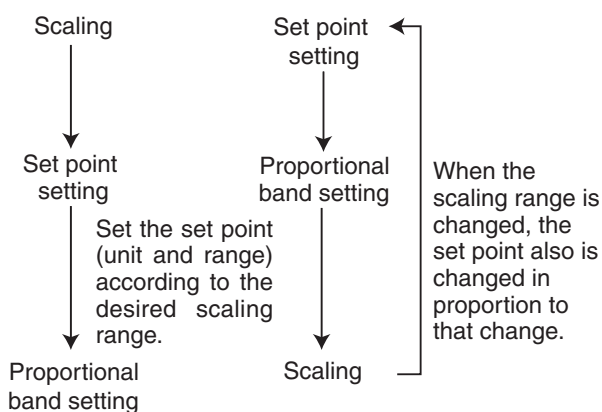 Scaling
Set point
setting
Set the set point
(unit and range)
according to the
desired scaling
range.
Proportional
band setting
Set point
setting
Proportional
band setting
Scaling
When the
scaling range is
changed, the
set point also is
changed in
proportion to
that change.